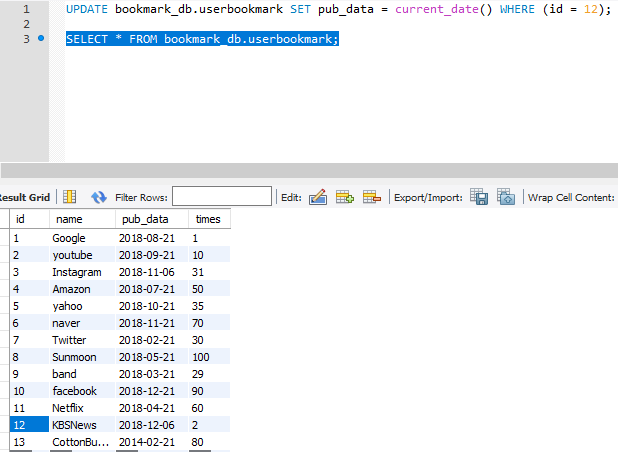 1 UPDATE bookmark_db.userbookmark SET pub_data = current_date() WHERE (id = 12);
2
3 SELECT * FROM bookmark_db.userbookmark;
Result Grid Filter Rows: Edit: Export/Import: Wrap Cell Content:
id name pub_data times
1 Google 2018-08-21 1
2 youtube 2018-09-21 10
3 Instagram 2018-11-06 31
4 Amazon 2018-07-21 50
5 yahoo 2018-10-21 35
6 naver 2018-11-21 70
7 Twitter 2018-02-21 30
8 Sunmoon 2018-05-21 100
9 band 2018-03-21 29
10 facebook 2018-12-21 90
11 Netflix 2018-04-21 60
12 KBSNews 2018-12-06 2
13 CottonBu... 2014-02-21 80